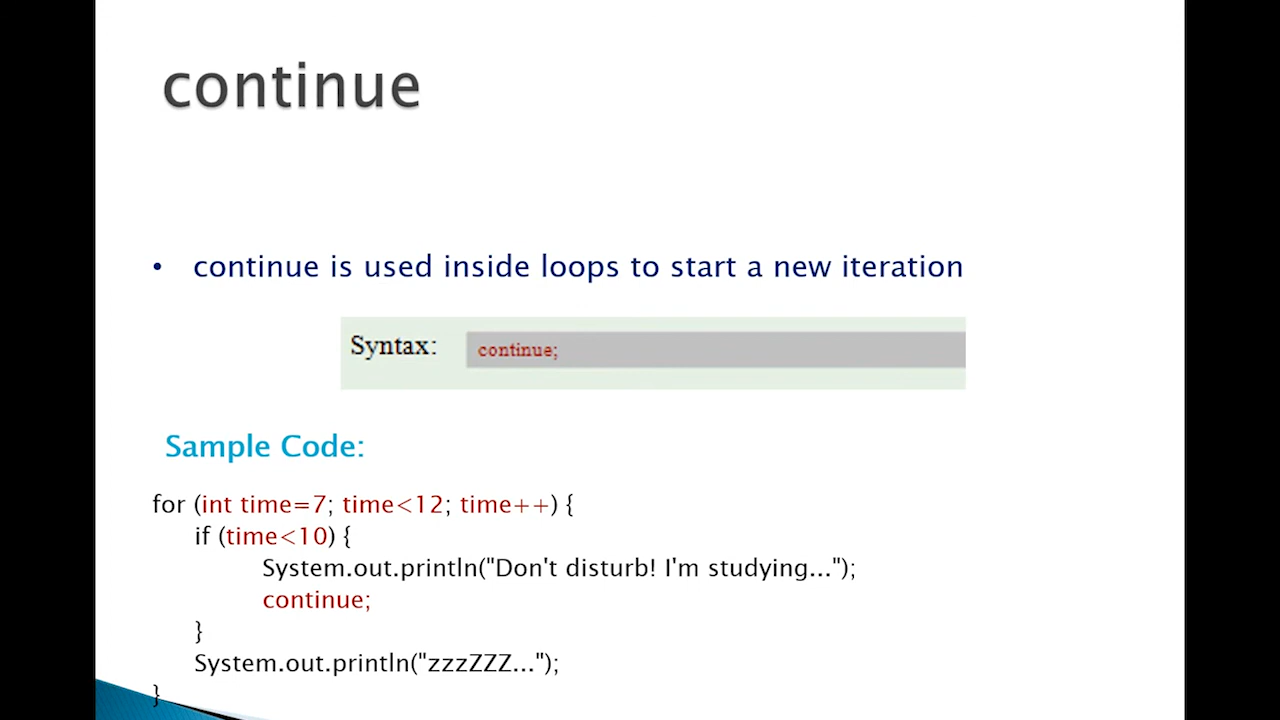 continue
• continue is used inside loops to start a new iteration
Syntax: continue;
Sample Code:
for (int time=7; time<12; time++) {
if (time<10) {
System.out.println("Don't disturb! I'm studying...");
continue;
}
System.out.println("zzzZZZ...");
}